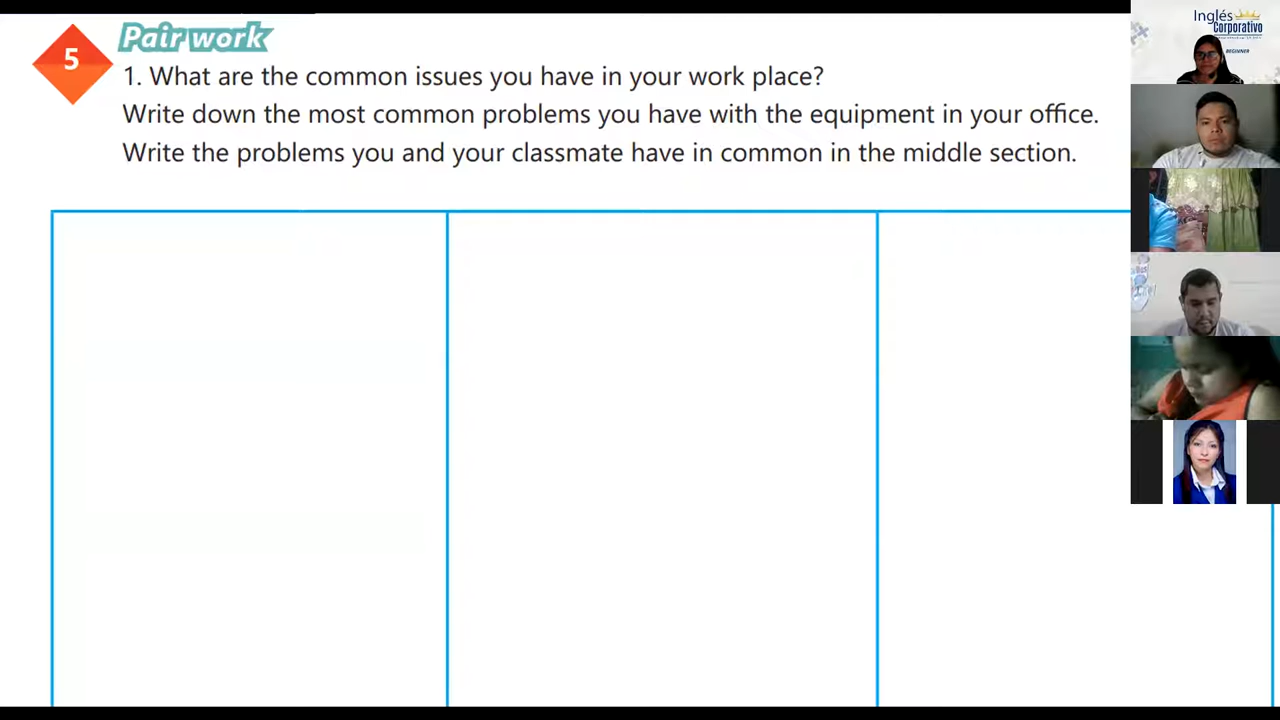 5
Pair work
1. What are the common issues you have in your work place?
Write down the most common problems you have with the equipment in your office.
Write the problems you and your classmate have in common in the middle section.
Inglés
Corporativo
BEGINNER